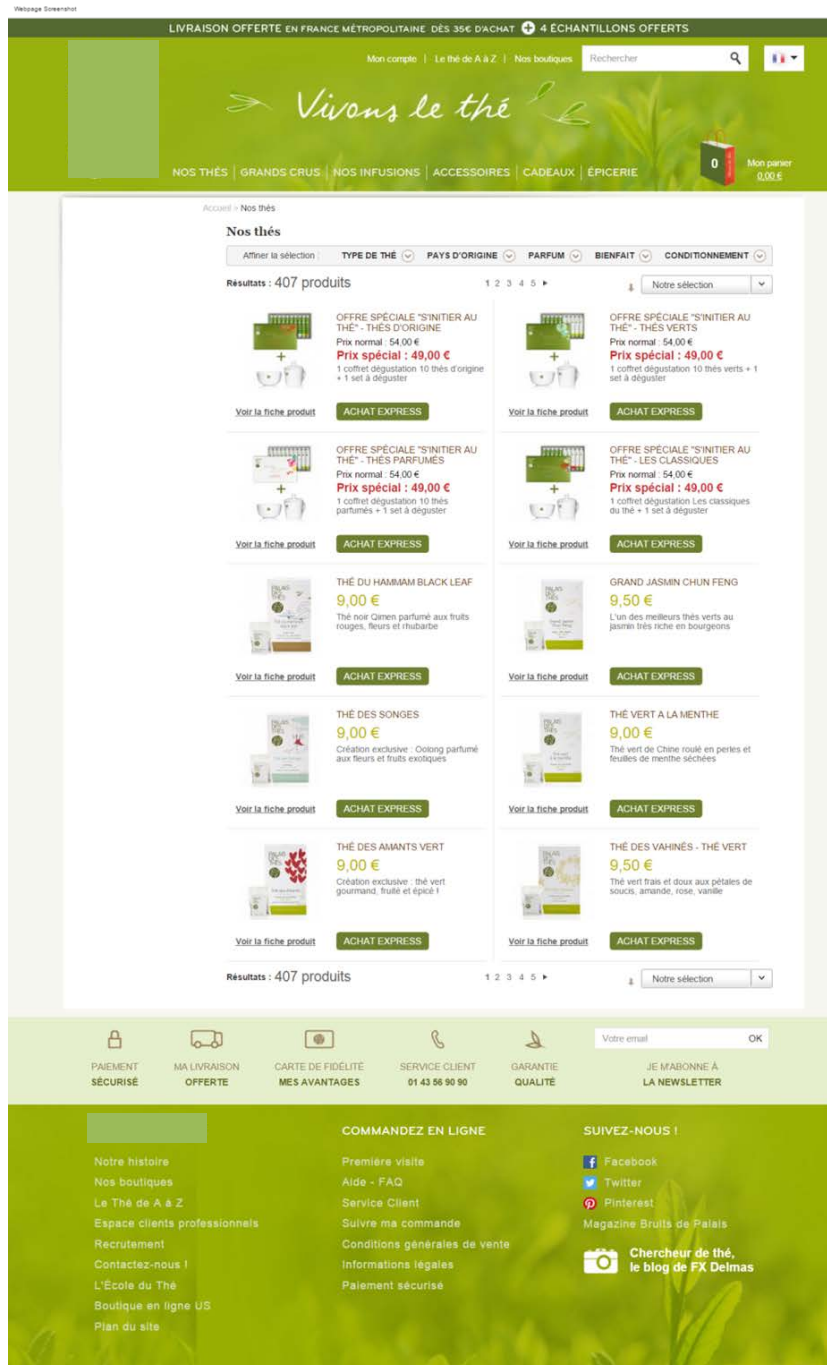 Webpage Screenshot
LIVRAISON OFFERTE EN FRANCE MÉTROPOLITAINE DÈS 35€ D'ACHAT + 4 ÉCHANTILLONS OFFERTS
Mon compte | Le thé de A à Z | Nos boutiques
Rechercher
Vivons le thé
0
Mon panier
0,00 €
NOS THÉS | GRANDS CRUS | NOS INFUSIONS | ACCESSOIRES | CADEAUX | ÉPICERIE
Accueil » Nos thés
Nos thés
Affiner la sélection TYPE DE THÉ PAYS D'ORIGINE PARFUM BIENFAIT CONDITIONNEMENT
Résultats : 407 produits
1 2 3 4 5
Notre sélection
OFFRE SPÉCIALE "S'INITIER AU
THÉ" - THÉS D'ORIGINE
Prix normal : 54,00 €
Prix spécial : 49,00 €
1 coffret dégustation 10 thés d'origine
+ 1 set à déguster
Voir la fiche produit
ACHAT EXPRESS
OFFRE SPÉCIALE "S'INITIER AU
THÉ" - THÉS VERTS
Prix normal : 54,00 €
Prix spécial : 49,00 €
1 coffret dégustation 10 thés verts + 1
set à déguster
Voir la fiche produit
ACHAT EXPRESS
OFFRE SPÉCIALE "S'INITIER AU
THÉ" - THÉS PARFUMÉS
Prix normal : 54,00 €
Prix spécial : 49,00 €
1 coffret dégustation 10 thés
parfumés + 1 set à déguster
Voir la fiche produit
ACHAT EXPRESS
OFFRE SPÉCIALE "S'INITIER AU
THÉ" - LES CLASSIQUES
Prix normal : 54,00 €
Prix spécial : 49,00 €
1 coffret dégustation Les classiques
du thé + 1 set à déguster
Voir la fiche produit
ACHAT EXPRESS
PALAIS
DES
THÉS
THÉ DU HAMMAM BLACK LEAF
9,00 €
Thé noir Qimen parfumé aux fruits
rouges, fleurs et rhubarbe
Voir la fiche produit
ACHAT EXPRESS
PALAIS
DES
THÉS
GRAND JASMIN CHUN FENG
9,50 €
L'un des meilleurs thés verts au
jasmin très riche en bourgeons
Voir la fiche produit
ACHAT EXPRESS
PALAIS
DES
THÉS
THÉ DES SONGES
9,00 €
Création exclusive : Oolong parfumé
aux fleurs et fruits exotiques
Voir la fiche produit
ACHAT EXPRESS
PALAIS
DES
THÉS
THÉ VERT A LA MENTHE
9,00 €
Thé vert de Chine roulé en perles et
feuilles de menthe séchées
Voir la fiche produit
ACHAT EXPRESS
PALAIS
DES
THÉS
THÉ DES AMANTS VERT
9,00 €
Création exclusive : thé vert
gourmand, fruité et épicé !
Voir la fiche produit
ACHAT EXPRESS
PALAIS
DES
THÉS
THÉ DES VAHINÉS - THÉ VERT
9,50 €
Thé vert frais et doux aux pétales de
soucis, amande, rose, vanille
Voir la fiche produit
ACHAT EXPRESS
Résultats : 407 produits
1 2 3 4 5
Notre sélection
PAIEMENT
SÉCURISÉ
MA LIVRAISON
OFFERTE
CARTE DE FIDÉLITÉ
MES AVANTAGES
SERVICE CLIENT
01 43 56 90 90
GARANTIE
QUALITÉ
Votre email
OK
JE M'ABONNE À
LA NEWSLETTER
Notre histoire
Nos boutiques
Le Thé de A à Z
Espace clients professionnels
Recrutement
Contactez-nous !
L'École du Thé
Boutique en ligne US
Plan du site
COMMANDEZ EN LIGNE
Première visite
Aide - FAQ
Service Client
Suivre ma commande
Conditions générales de vente
Informations légales
Paiement sécurisé
SUIVEZ-NOUS !
Facebook
Twitter
Pinterest
Magazine Bruits de Palais
Chercheur de thé,
le blog de FX Delmas